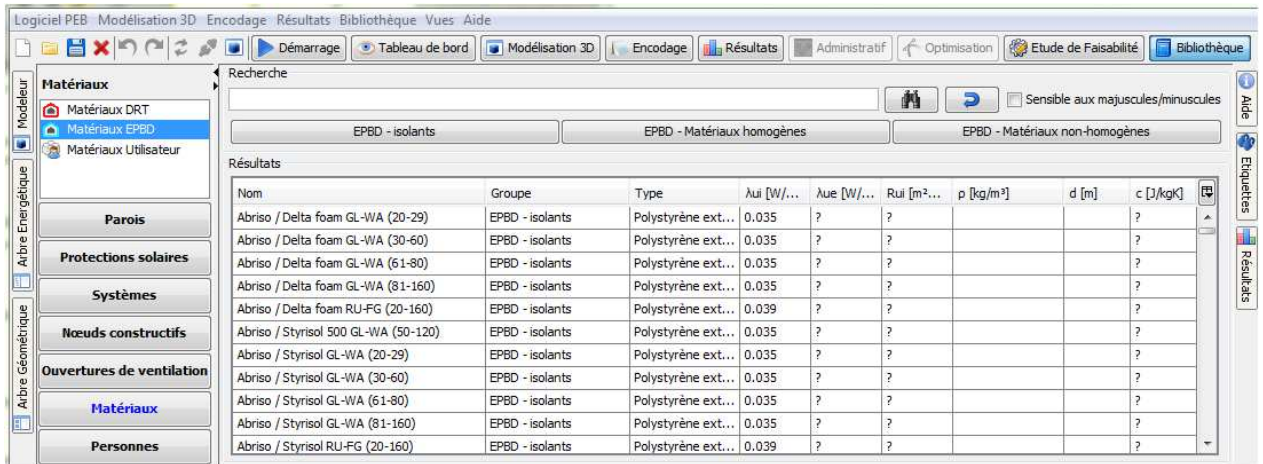 Logiciel PEB Modélisation 3D Encodage Résultats Bibliothèque Vues Aide
Démarrage Tableau de bord Modélisation 3D Encodage Résultats Administratif Optimisation Etude de Faisabilité Bibliothèque
Modeleur
Arbre Energétique
Arbre Géométrique
Matériaux
Matériaux DRT
Matériaux EPBD
Matériaux Utilisateur
Parois
Protections solaires
Systèmes
Nœuds constructifs
Ouvertures de ventilation
Matériaux
Personnes
Recherche
Sensible aux majuscules/minuscules
EPBD - isolants EPBD - Matériaux homogènes EPBD - Matériaux non-homogènes
Résultats
Nom Groupe Type λui [W/... λue [W/... Rui [m²... ρ [kg/m³] d [m] c [J/kgK]
Abriso / Delta foam GL-WA (20-29) EPBD - isolants Polystyrène ext... 0.035 ? ? ?
Abriso / Delta foam GL-WA (30-60) EPBD - isolants Polystyrène ext... 0.035 ? ? ?
Abriso / Delta foam GL-WA (61-80) EPBD - isolants Polystyrène ext... 0.035 ? ? ?
Abriso / Delta foam GL-WA (81-160) EPBD - isolants Polystyrène ext... 0.035 ? ? ?
Abriso / Delta foam RU-FG (20-160) EPBD - isolants Polystyrène ext... 0.039 ? ? ?
Abriso / Styrisol 500 GL-WA (50-120) EPBD - isolants Polystyrène ext... 0.035 ? ? ?
Abriso / Styrisol GL-WA (20-29) EPBD - isolants Polystyrène ext... 0.035 ? ? ?
Abriso / Styrisol GL-WA (30-60) EPBD - isolants Polystyrène ext... 0.035 ? ? ?
Abriso / Styrisol GL-WA (61-80) EPBD - isolants Polystyrène ext... 0.035 ? ? ?
Abriso / Styrisol GL-WA (81-160) EPBD - isolants Polystyrène ext... 0.035 ? ? ?
Abriso / Styrisol RU-FG (20-160) EPBD - isolants Polystyrène ext... 0.039 ? ? ?
Aide
Etiquettes
Résultats